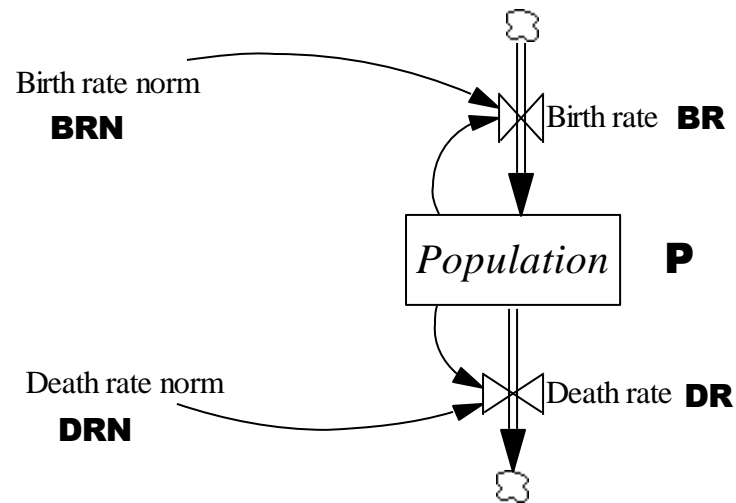 Birth rate norm
BRN
Birth rate BR
Population P
Death rate norm
DRN
Death rate DR